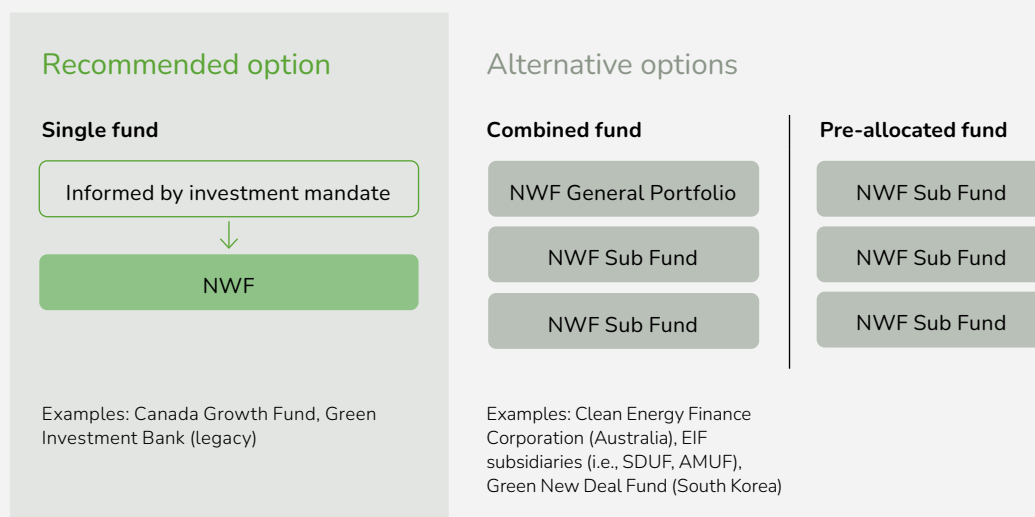 Recommended option
Single fund
Informed by investment mandate
NWF
Examples: Canada Growth Fund, Green
Investment Bank (legacy)
Alternative options
Combined fund
NWF General Portfolio
NWF Sub Fund
NWF Sub Fund
Examples: Clean Energy Finance
Corporation (Australia), EIF
subsidiaries (i.e., SDUF, AMUF),
Green New Deal Fund (South Korea)
Pre-allocated fund
NWF Sub Fund
NWF Sub Fund
NWF Sub Fund